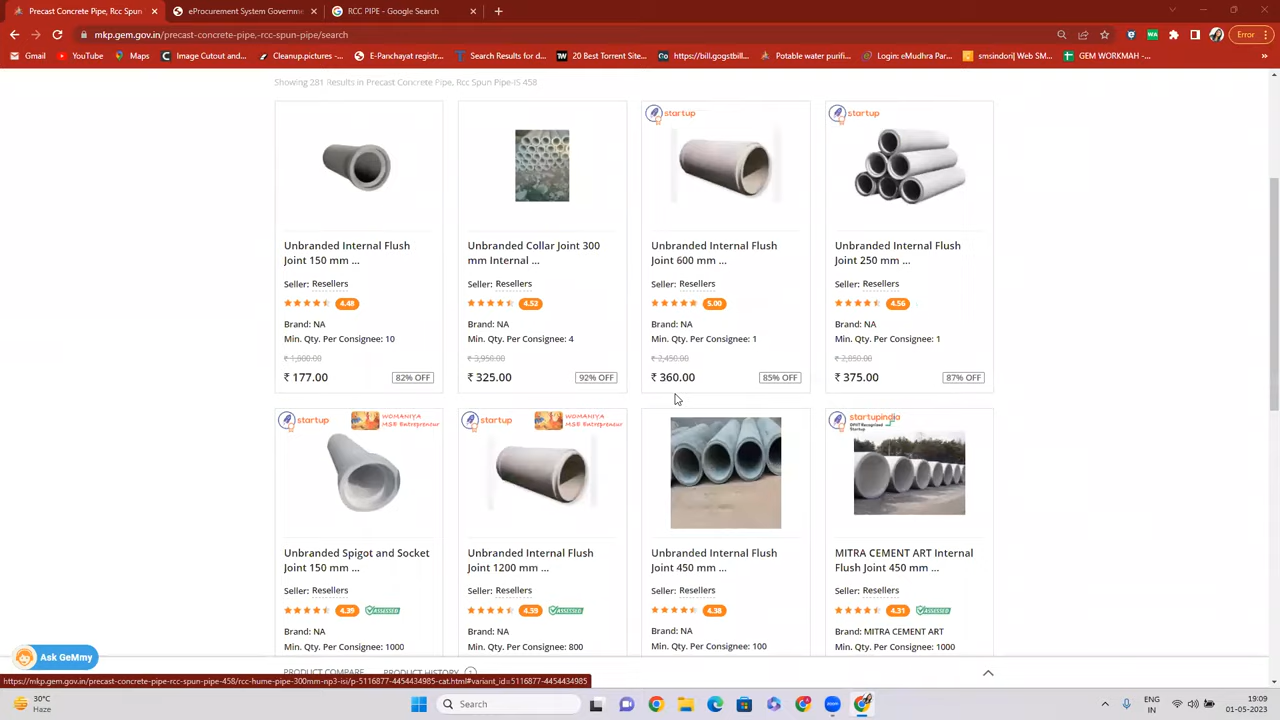 Precast Concrete Pipe, Rcc Spun
eProcurement System Governm
RCC PIPE - Google Search
mkp.gem.gov.in/precast-concrete-pipe,-rcc-spun-pipe/search
Error
Gmail
YouTube
Maps
Image Cutout and...
Cleanup.pictures -...
E-Panchayat registr...
Search Results for d...
20 Best Torrent Site...
https://bill.gogstbill...
Potable water purifi...
Login: eMudhra Par...
smsindori| Web SM...
GEM WORKMAH -...
Showing 281 Results in Precast Concrete Pipe, Rcc Spun Pipe-IS 458
startup
startup
Unbranded Internal Flush
Joint 150 mm ...
Seller: Resellers
4.48
Brand: NA
Min. Qty. Per Consignee: 10
₹ 1,000.00
₹ 177.00
82% OFF
Unbranded Collar Joint 300
mm Internal ...
Seller: Resellers
4.52
Brand: NA
Min. Qty. Per Consignee: 4
₹ 3,950.00
₹ 325.00
92% OFF
Unbranded Internal Flush
Joint 600 mm ...
Seller: Resellers
5.00
Brand: NA
Min. Qty. Per Consignee: 1
₹ 2,450.00
₹ 360.00
85% OFF
Unbranded Internal Flush
Joint 250 mm ...
Seller: Resellers
4.56
Brand: NA
Min. Qty. Per Consignee: 1
₹ 2,850.00
₹ 375.00
87% OFF
startup
WOMANIYA
MSE Entrepreneur
Unbranded Spigot and Socket
Joint 150 mm ...
Seller: Resellers
4.39
ASSESSED
Brand: NA
Min. Qty. Per Consignee: 1000
startup
WOMANIYA
MSE Entrepreneur
Unbranded Internal Flush
Joint 1200 mm ...
Seller: Resellers
4.39
ASSESSED
Brand: NA
Min. Qty. Per Consignee: 800
Unbranded Internal Flush
Joint 450 mm ...
Seller: Resellers
4.38
Brand: NA
Min. Qty. Per Consignee: 100
startupindia
DPIIT Recognised
Startup
MITRA CEMENT ART Internal
Flush Joint 450 mm ...
Seller: Resellers
4.31
ASSESSED
Brand: MITRA CEMENT ART
Min. Qty. Per Consignee: 1000
Ask GeMmy
PRODUCT COMPARE
PRODUCT HISTORY
https://mkp.gem.gov.in/precast-concrete-pipe-rcc-spun-pipe-458/rcc-hume-pipe-300mm-np3-isi/p-5116877-4454434985-cat.html#variant_id=5116877-4454434985
30°C
Haze
Search
ENG
IN
19:09
01-05-2023